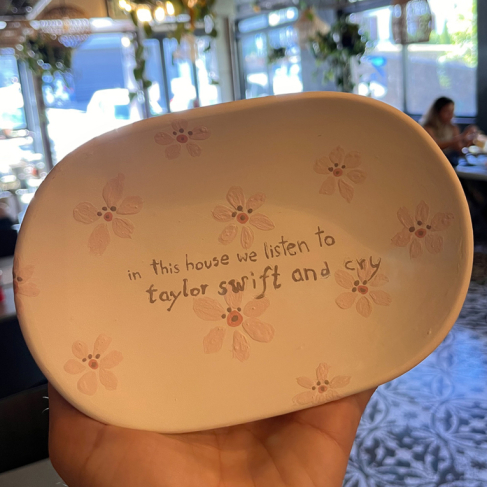 in this house we listen to
taylor swift and cry